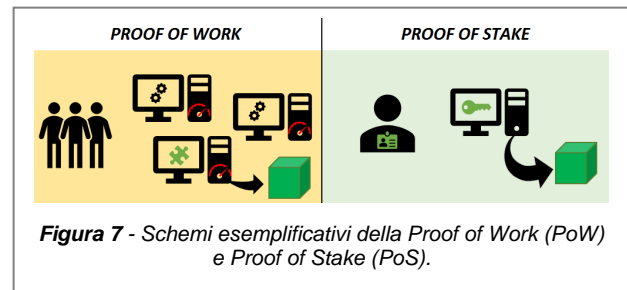 PROOF OF WORK
PROOF OF STAKE
Figura 7 - Schemi esemplificativi della Proof of Work (PoW)
e Proof of Stake (PoS).